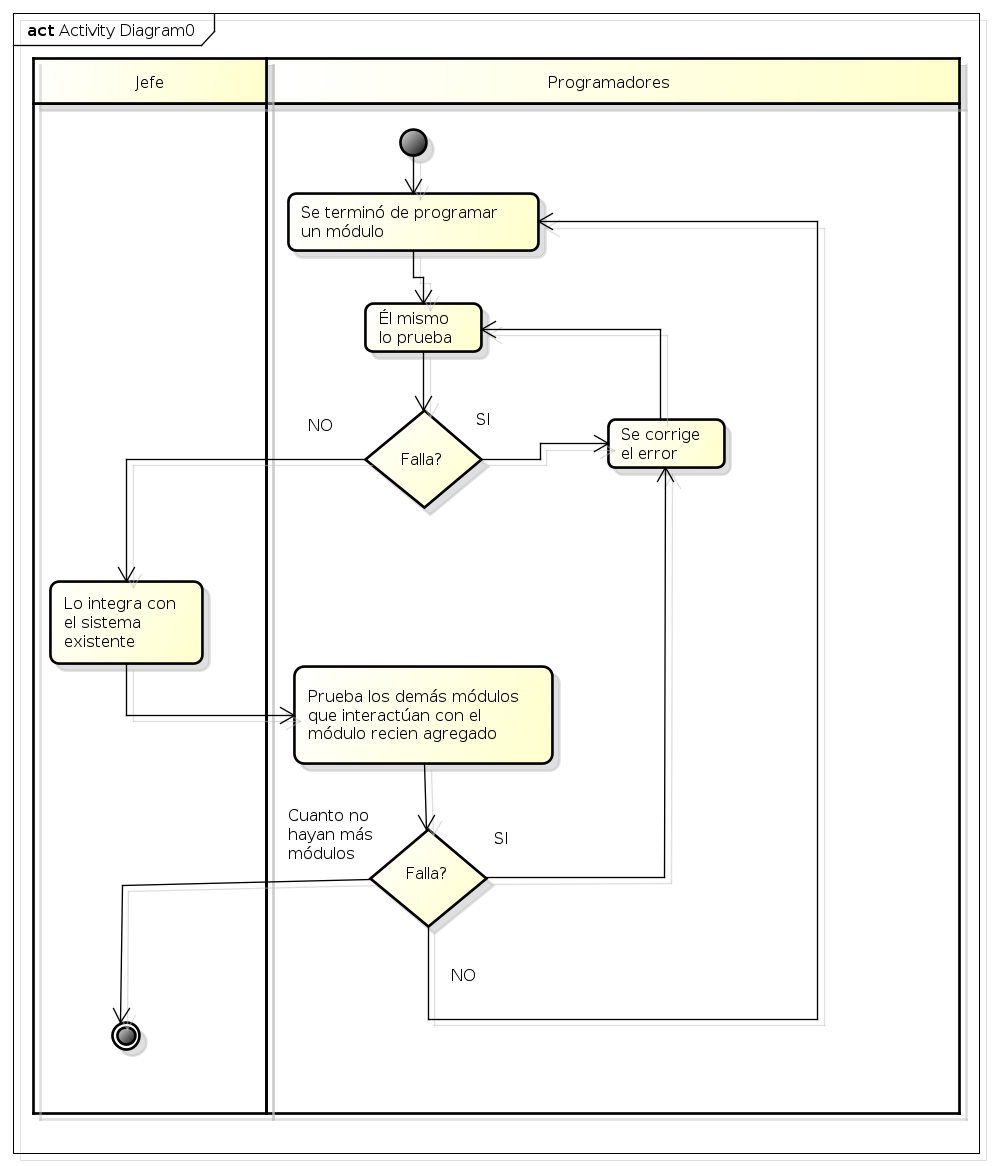 act Activity Diagram0
Jefe
Programadores
Se terminó de programar
un módulo
Él mismo
lo prueba
NO
SI
Falla?
Se corrige
el error
Lo integra con
el sistema
existente
Prueba los demás módulos
que interactúan con el
módulo recien agregado
Cuanto no
hayan más
módulos
SI
Falla?
NO